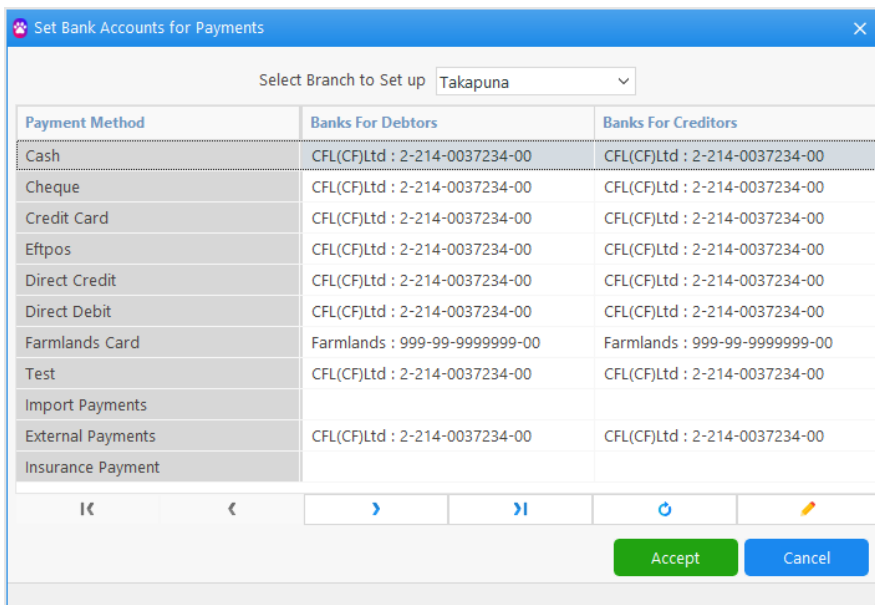 Set Bank Accounts for Payments
Select Branch to Set up Takapuna
Payment Method Banks For Debtors Banks For Creditors
Cash CFL(CF)Ltd : 2-214-0037234-00 CFL(CF)Ltd : 2-214-0037234-00
Cheque CFL(CF)Ltd : 2-214-0037234-00 CFL(CF)Ltd : 2-214-0037234-00
Credit Card CFL(CF)Ltd : 2-214-0037234-00 CFL(CF)Ltd : 2-214-0037234-00
Eftpos CFL(CF)Ltd : 2-214-0037234-00 CFL(CF)Ltd : 2-214-0037234-00
Direct Credit CFL(CF)Ltd : 2-214-0037234-00 CFL(CF)Ltd : 2-214-0037234-00
Direct Debit CFL(CF)Ltd : 2-214-0037234-00 CFL(CF)Ltd : 2-214-0037234-00
Farmlands Card Farmlands : 999-99-9999999-00 Farmlands : 999-99-9999999-00
Test CFL(CF)Ltd : 2-214-0037234-00 CFL(CF)Ltd : 2-214-0037234-00
Import Payments
External Payments CFL(CF)Ltd : 2-214-0037234-00 CFL(CF)Ltd : 2-214-0037234-00
Insurance Payment
Accept Cancel